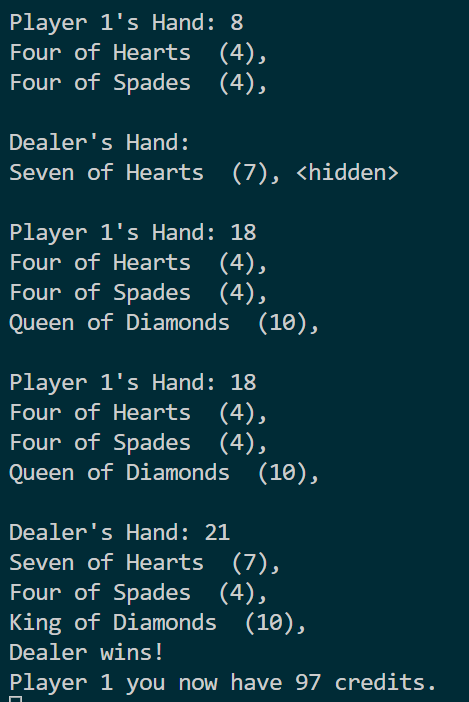 Player 1's Hand: 8
Four of Hearts  (4),
Four of Spades  (4),

Dealer's Hand:
Seven of Hearts  (7), <hidden>

Player 1's Hand: 18
Four of Hearts  (4),
Four of Spades  (4),
Queen of Diamonds  (10),

Player 1's Hand: 18
Four of Hearts  (4),
Four of Spades  (4),
Queen of Diamonds  (10),

Dealer's Hand: 21
Seven of Hearts  (7),
Four of Spades  (4),
King of Diamonds  (10),
Dealer wins!
Player 1 you now have 97 credits.